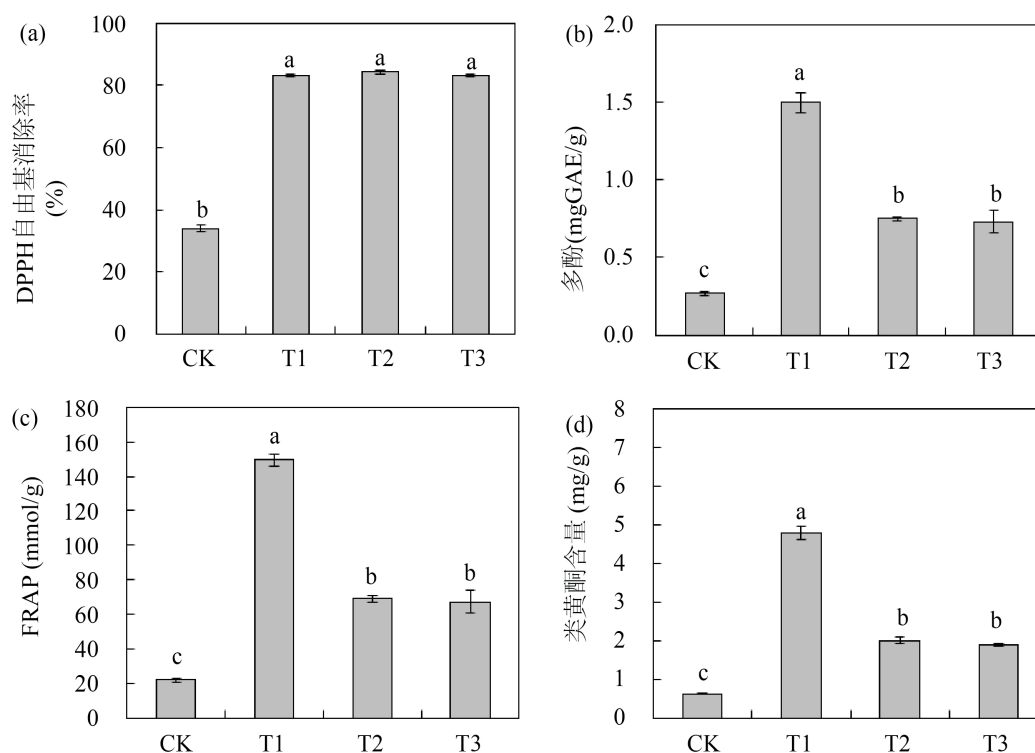 (a)
DPPH自由基消除率
(%)
100
80
60
40
20
0
b
a
a
a
CK
T1
T2
T3
(b)
多酚(mgGAE/g)
2.0
1.5
1.0
0.5
0.0
c
a
b
b
CK
T1
T2
T3
(c)
FRAP (mmol/g)
180
160
140
120
100
80
60
40
20
0
c
a
b
b
CK
T1
T2
T3
(d)
类黄酮含量 (mg/g)
8
7
6
5
4
3
2
1
0
c
a
b
b
CK
T1
T2
T3